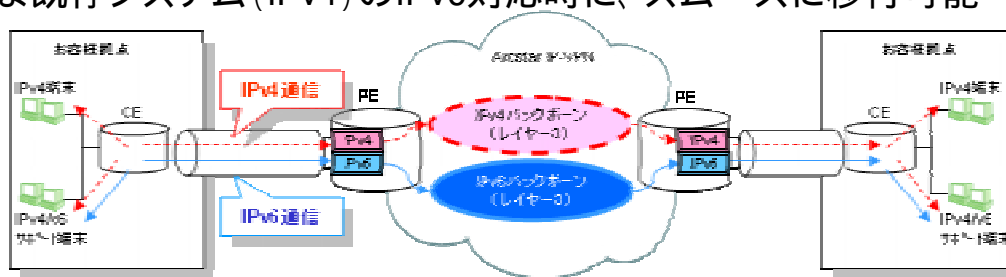 な既存システム(IPv4)のIPv6対応時に、スムーズに移行可能
お客様拠点
Arcstar IP-VPN
お客様拠点
IPv4端末
IPv4通信
IPv4端末
CE
PE
IPv4バックボーン
(レイヤー3)
PE
CE
IPv4
IPv4
IPv6
IPv6
IPv6バックボーン
(レイヤー3)
IPv4/v6
サポート端末
IPv6通信
IPv4/v6
サポート端末